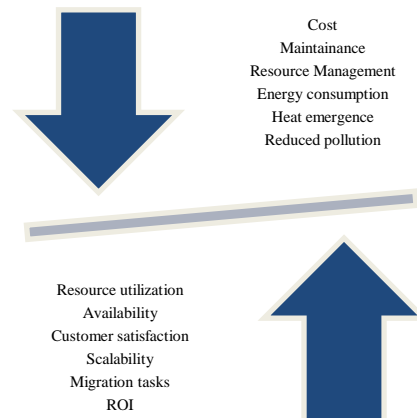 Cost
Maintainance
Resource Management
Energy consumption
Heat emergence
Reduced pollution
Resource utilization
Availability
Customer satisfaction
Scalability
Migration tasks
ROI